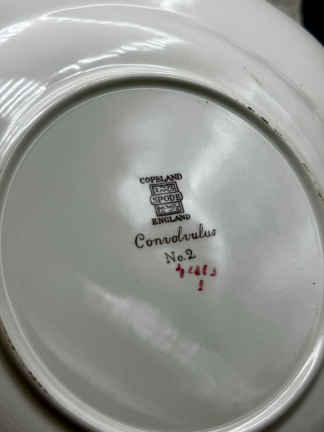 COPELAND
SPODE
ENGLAND
Convolvulus
No.2